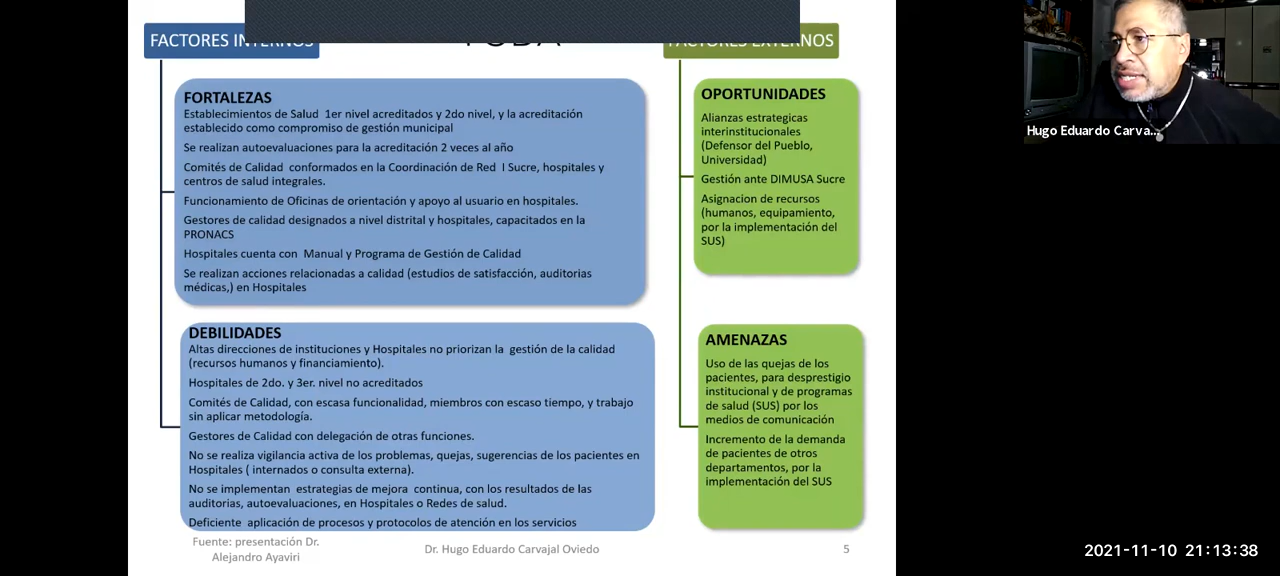 FACTORES INTERNOS
FODA
FACTORES EXTERNOS
FORTALEZAS
Establecimientos de Salud 1er nivel acreditados y 2do nivel, y la acreditación
establecido como compromiso de gestión municipal
Se realizan autoevaluaciones para la acreditación 2 veces al año
Comités de Calidad conformados en la Coordinación de Red I Sucre, hospitales y
centros de salud integrales.
Funcionamiento de Oficinas de orientación y apoyo al usuario en hospitales.
Gestores de calidad designados a nivel distrital y hospitales, capacitados en la
PRONACS
Hospitales cuenta con Manual y Programa de Gestión de Calidad
Se realizan acciones relacionadas a calidad (estudios de satisfacción, auditorias
médicas,) en Hospitales
DEBILIDADES
Altas direcciones de instituciones y Hospitales no priorizan la gestión de la calidad
(recursos humanos y financiamiento).
Hospitales de 2do. y 3er. nivel no acreditados
Comités de Calidad, con escasa funcionalidad, miembros con escaso tiempo, y trabajo
sin aplicar metodología.
Gestores de Calidad con delegación de otras funciones.
No se realiza vigilancia activa de los problemas, quejas, sugerencias de los pacientes en
Hospitales ( internados o consulta externa).
No se implementan estrategias de mejora continua, con los resultados de las
auditorias, autoevaluaciones, en Hospitales o Redes de salud.
Deficiente aplicación de procesos y protocolos de atención en los servicios
OPORTUNIDADES
Alianzas estrategicas
interinstitucionales
(Defensor del Pueblo,
Universidad)
Gestión ante DIMUSA Sucre
Asignacion de recursos
(humanos, equipamiento,
por la implementación del
SUS)
AMENAZAS
Uso de las quejas de los
pacientes, para desprestigio
institucional y de programas
de salud (SUS) por los
medios de comunicación
Incremento de la demanda
de pacientes de otros
departamentos, por la
implementación del SUS
Fuente: presentación Dr.
Alejandro Ayaviri
Dr. Hugo Eduardo Carvajal Oviedo
5
Hugo Eduardo Carva...
2021-11-10 21:13:38